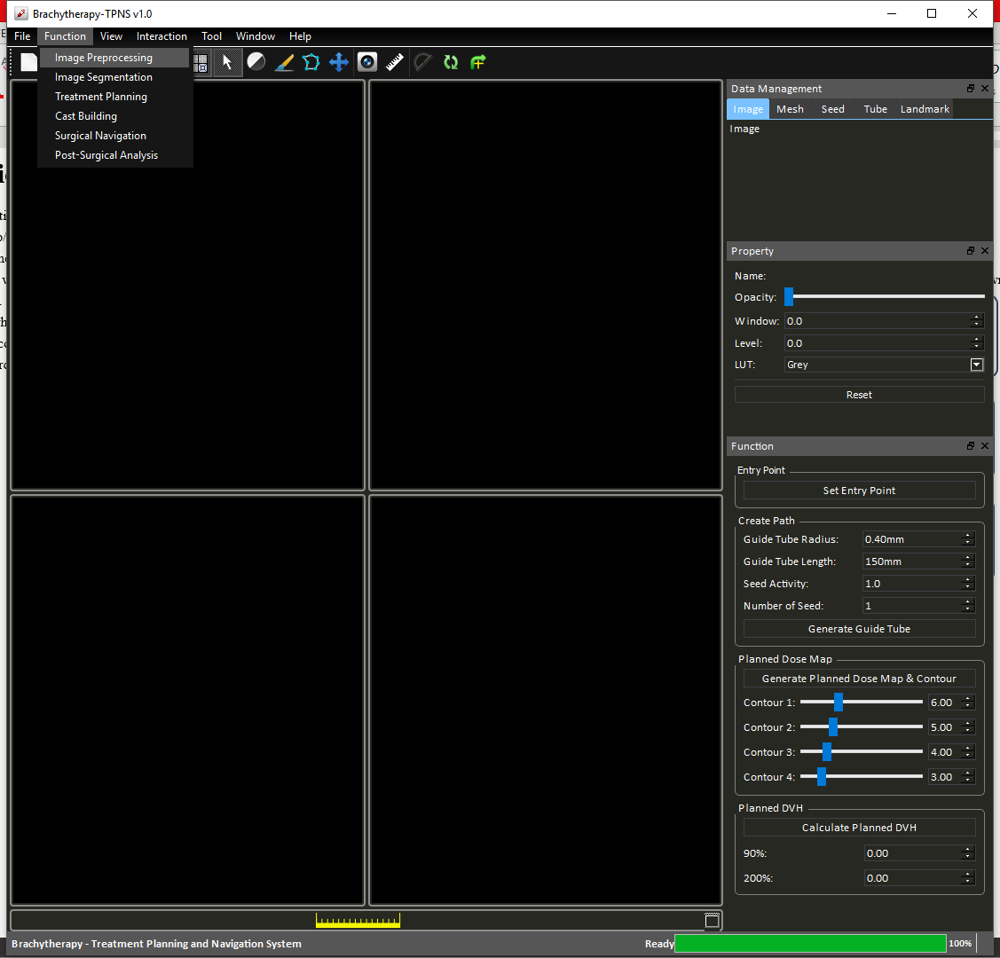 Brachytherapy-TPNS v1.0
File Function View Interaction Tool Window Help
Image Preprocessing
Image Segmentation
Treatment Planning
Cast Building
Surgical Navigation
Post-Surgical Analysis
Data Management
Image Mesh Seed Tube Landmark
Image
Property
Name:
Opacity:
Window: 0.0
Level: 0.0
LUT: Grey
Reset
Function
Entry Point
Set Entry Point
Create Path
Guide Tube Radius: 0.40mm
Guide Tube Length: 150mm
Seed Activity: 1.0
Number of Seed: 1
Generate Guide Tube
Planned Dose Map
Generate Planned Dose Map & Contour
Contour 1: 6.00
Contour 2: 5.00
Contour 3: 4.00
Contour 4: 3.00
Planned DVH
Calculate Planned DVH
90%: 0.00
200%: 0.00
Brachytherapy - Treatment Planning and Navigation System
Ready 100%